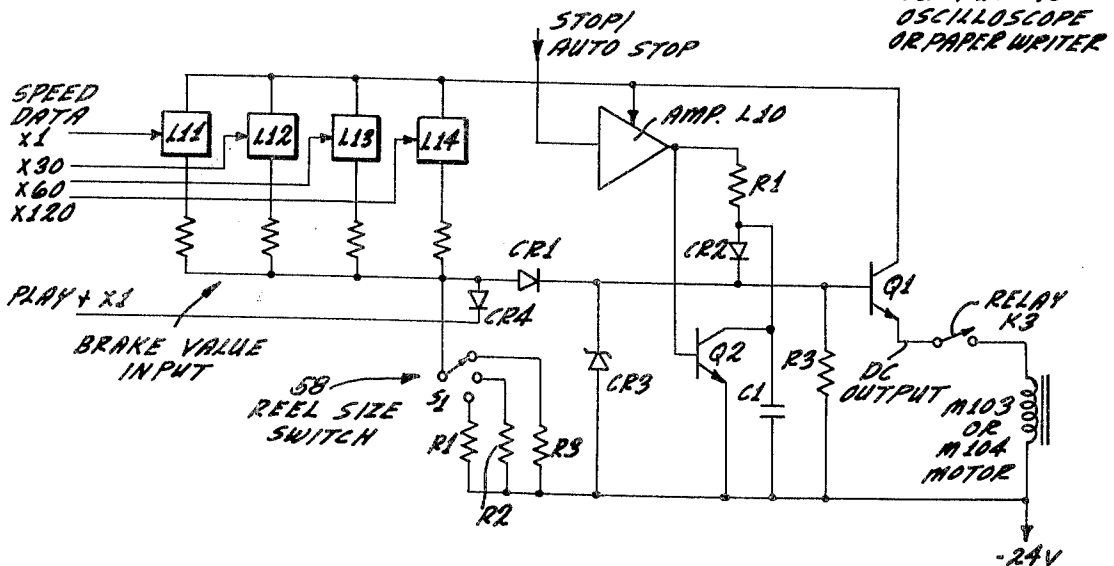 OSCILLOSCOPE
OR PAPER WRITER
STOP/
AUTO STOP
SPEED
DATA
X1
X30
X60
X120
L11
L12
L13
L14
AMP. L10
R1
CR1
CR2
PLAY + X1
CR4
BRAKE VALUE
INPUT
Q1
RELAY
K3
Q2
CR3
C1
R3
DC
OUTPUT
58
REEL SIZE
SWITCH
S1
R1
R2
R3
M103
OR
M104
MOTOR
-24V